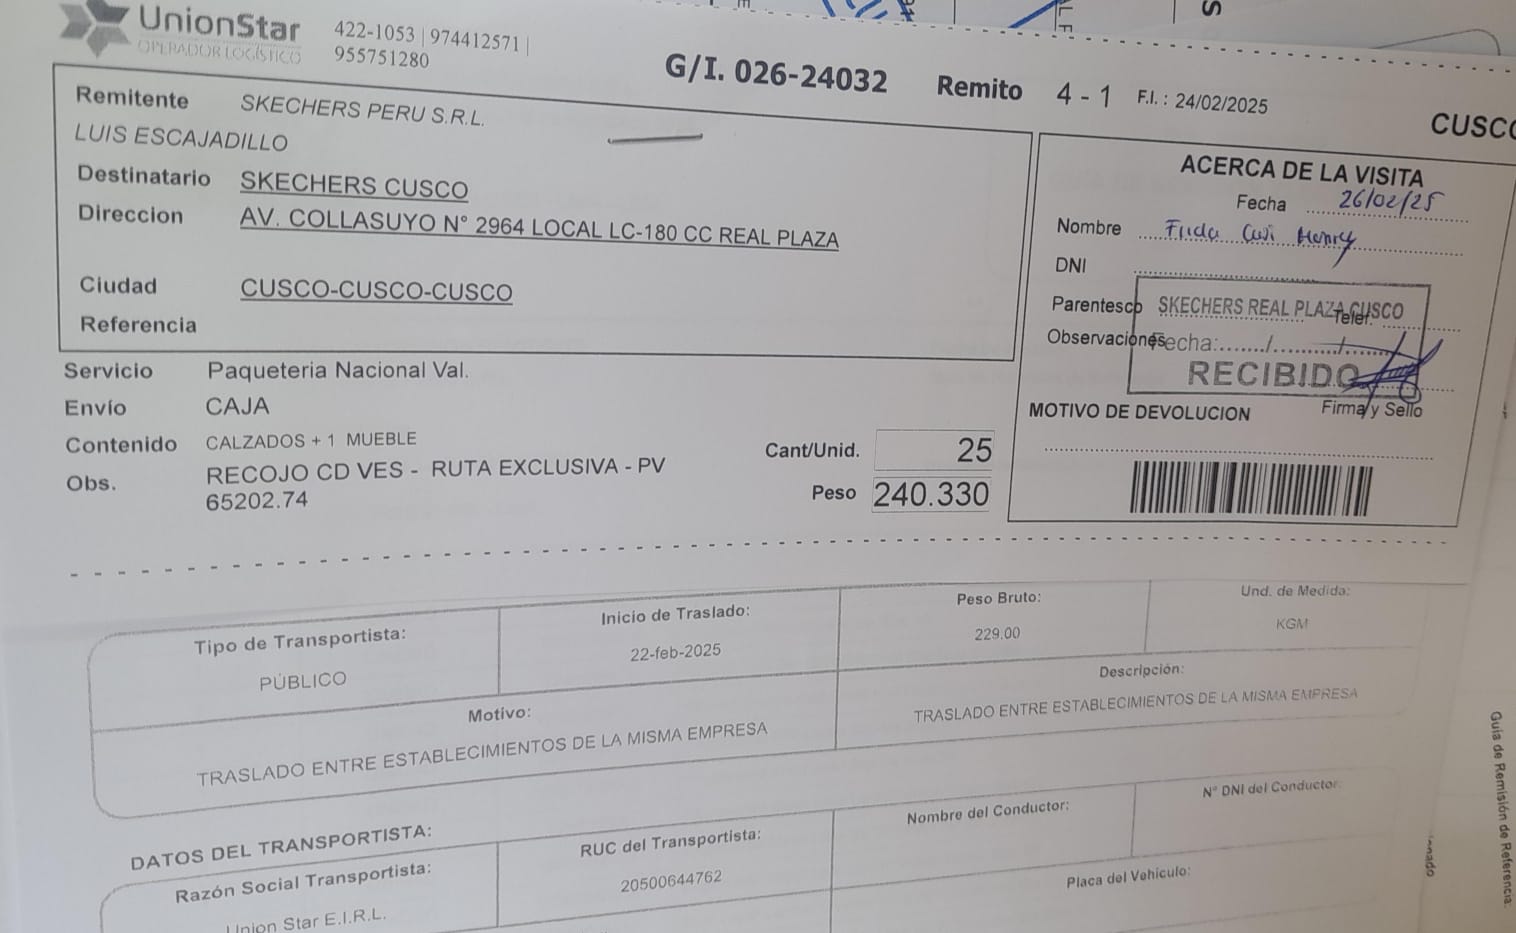 UnionStar
OPERADOR LOGÍSTICO
422-1053 | 974412571 |
955751280
G/I. 026-24032 Remito 4 - 1 F.I. : 24/02/2025
CUSCO
Remitente SKECHERS PERU S.R.L.
LUIS ESCAJADILLO
Destinatario SKECHERS CUSCO
Direccion AV. COLLASUYO N° 2964 LOCAL LC-180 CC REAL PLAZA
Ciudad CUSCO-CUSCO-CUSCO
Referencia
ACERCA DE LA VISITA
Fecha 26/02/25
Nombre Henry
DNI
Parentesco Telef.
SKECHERS REAL PLAZA CUSCO
Observaciones
Fecha:......./.........../..........
RECIBIDO
Firma y Sello
MOTIVO DE DEVOLUCION
Servicio Paqueteria Nacional Val.
Envío CAJA
Contenido CALZADOS + 1 MUEBLE
Obs. RECOJO CD VES - RUTA EXCLUSIVA - PV
65202.74
Cant/Unid. 25
Peso 240.330
Tipo de Transportista: Inicio de Traslado: Peso Bruto: Und. de Medida:
PÚBLICO 22-feb-2025 229.00 KGM
Motivo: Descripción:
TRASLADO ENTRE ESTABLECIMIENTOS DE LA MISMA EMPRESA TRASLADO ENTRE ESTABLECIMIENTOS DE LA MISMA EMPRESA
DATOS DEL TRANSPORTISTA:
Razón Social Transportista: RUC del Transportista: Nombre del Conductor: N° DNI del Conductor:
Union Star E.I.R.L. 20500644762
Placa del Vehiculo:
Guía de Remisión de Referencia: